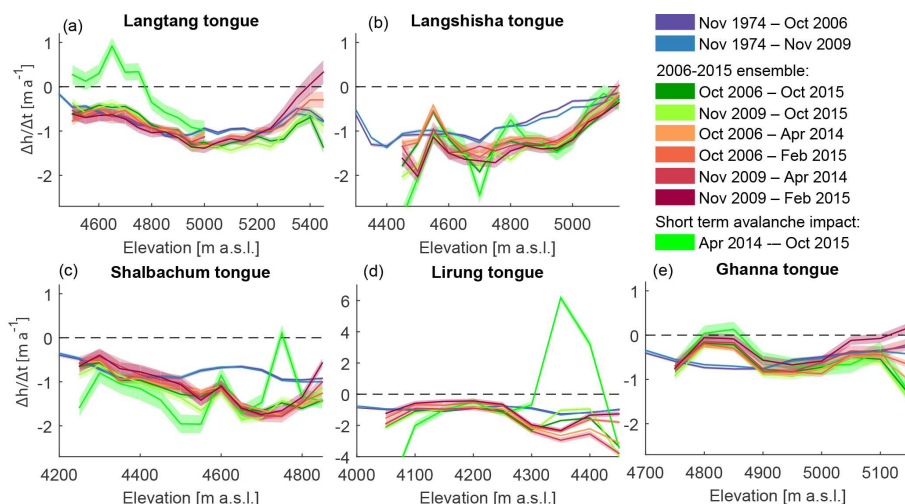 (a)
Langtang tongue
1
0
-1
-2
Δh/Δt [m a⁻¹]
4600 4800 5000 5200 5400
Elevation [m a.s.l.]
(b)
Langshisha tongue
1
0
-1
-2
4400 4600 4800 5000
Elevation [m a.s.l.]
Nov 1974 – Oct 2006
Nov 1974 – Nov 2009
2006-2015 ensemble:
Oct 2006 – Oct 2015
Nov 2009 – Oct 2015
Oct 2006 – Apr 2014
Oct 2006 – Feb 2015
Nov 2009 – Apr 2014
Nov 2009 – Feb 2015
Short term avalanche impact:
Apr 2014 –– Oct 2015
(c)
Shalbachum tongue
1
0
-1
-2
Δh/Δt [m a⁻¹]
4200 4400 4600 4800
Elevation [m a.s.l.]
(d)
Lirung tongue
6
4
2
0
-2
-4
4000 4100 4200 4300 4400
Elevation [m a.s.l.]
(e)
Ghanna tongue
1
0
-1
-2
4700 4800 4900 5000 5100
Elevation [m a.s.l.]